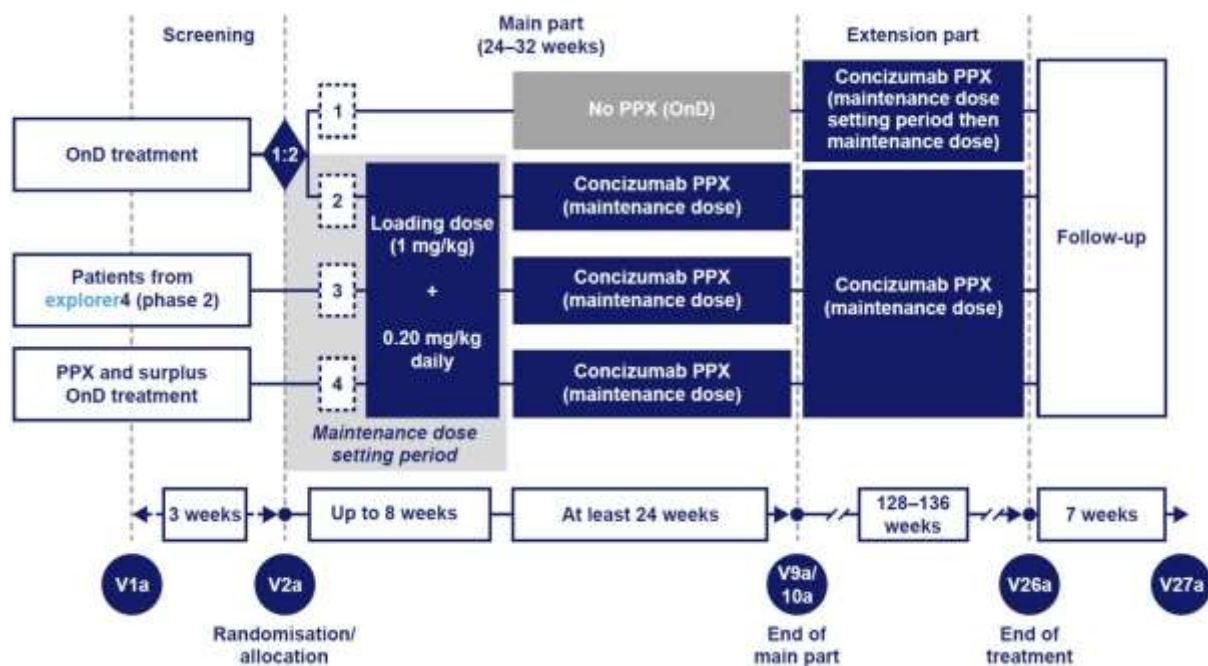 Screening
Main part
(24–32 weeks)
Extension part
OnD treatment
1:2
1
No PPX (OnD)
Concizumab PPX
(maintenance dose
setting period then
maintenance dose)
2
Loading dose
(1 mg/kg)
+
0.20 mg/kg
daily
Concizumab PPX
(maintenance dose)
Patients from
explorer4 (phase 2)
3
Concizumab PPX
(maintenance dose)
Concizumab PPX
(maintenance dose)
Follow-up
PPX and surplus
OnD treatment
4
Concizumab PPX
(maintenance dose)
Maintenance dose
setting period
3 weeks
Up to 8 weeks
At least 24 weeks
128–136
weeks
7 weeks
V1a
V2a
V9a/
10a
V26a
V27a
Randomisation/
allocation
End of
main part
End of
treatment